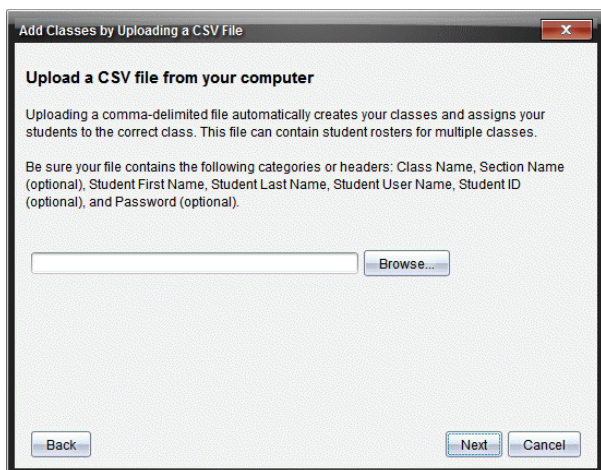 Add Classes by Uploading a CSV File
X
Upload a CSV file from your computer
Uploading a comma-delimited file automatically creates your classes and assigns your
students to the correct class. This file can contain student rosters for multiple classes.
Be sure your file contains the following categories or headers: Class Name, Section Name
(optional), Student First Name, Student Last Name, Student User Name, Student ID
(optional), and Password (optional).
Browse...
Back
Next
Cancel